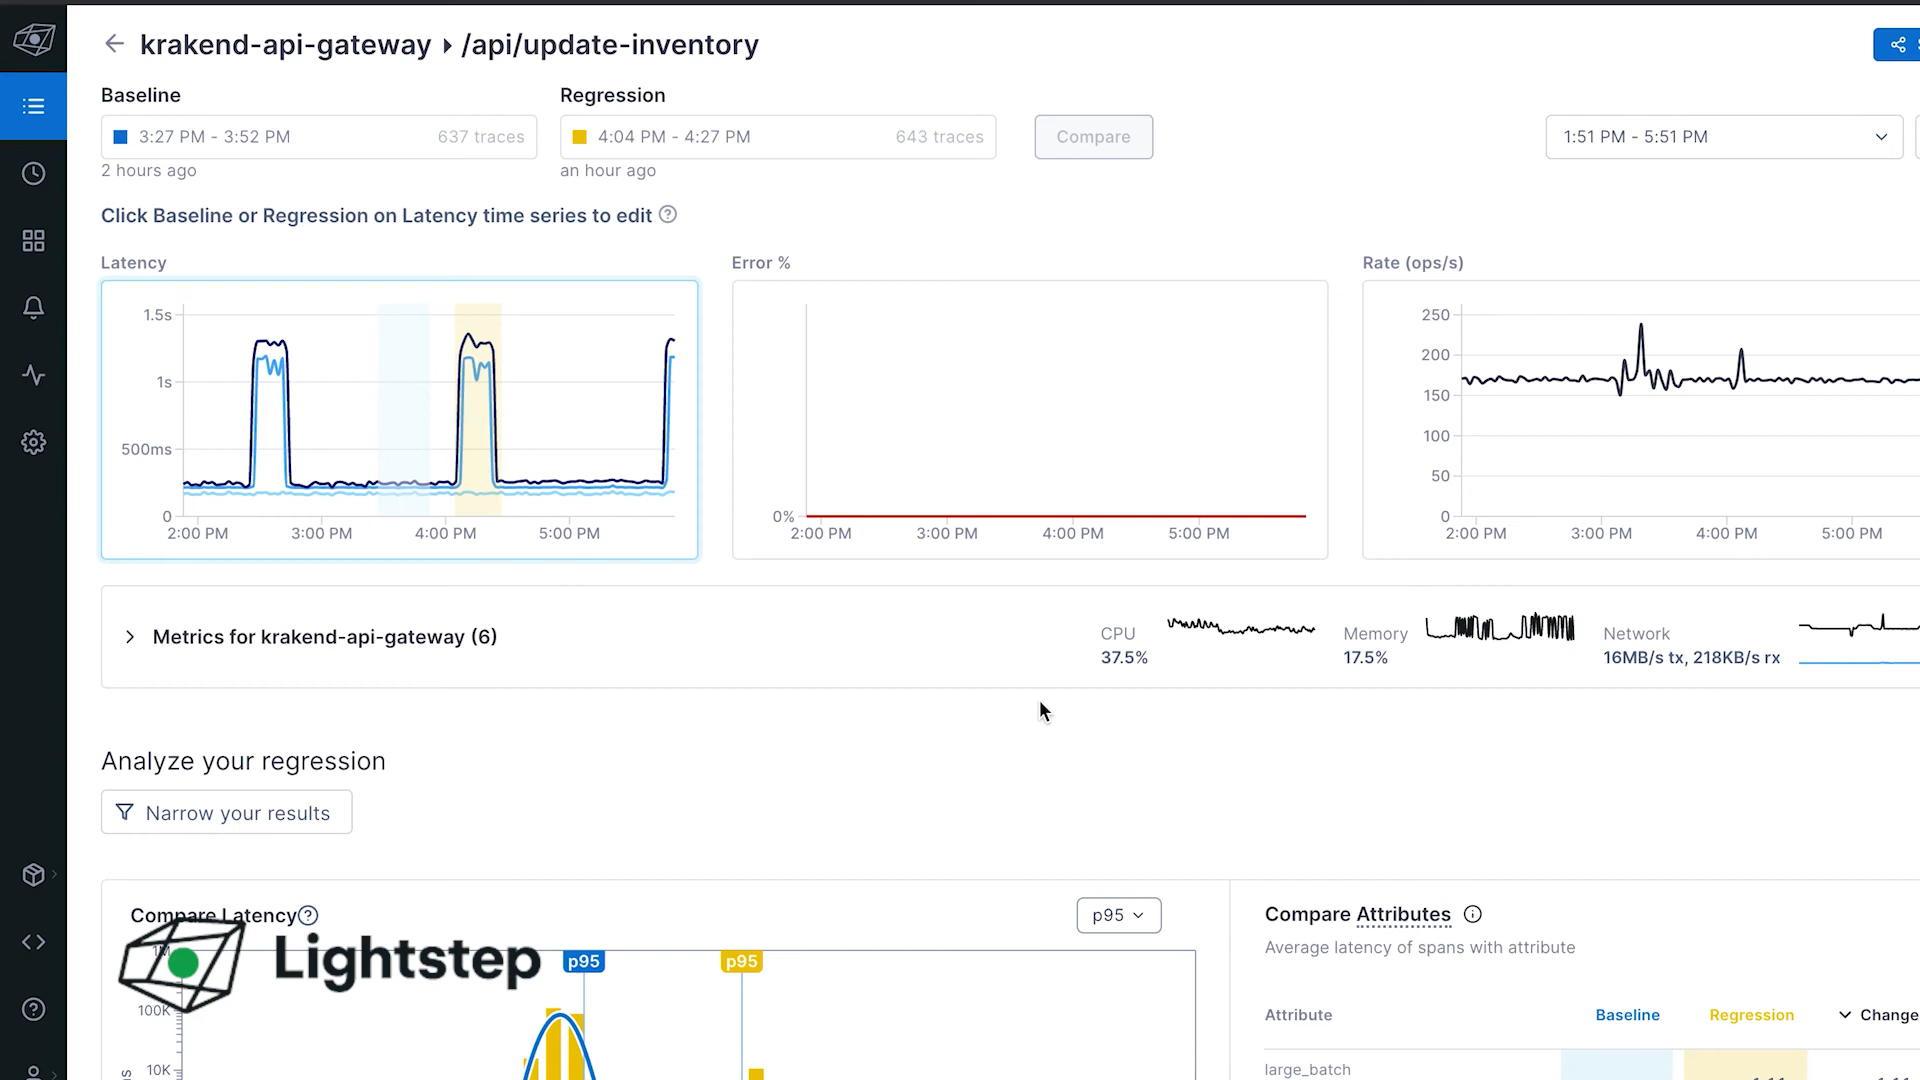 krakend-api-gateway ▸ /api/update-inventory
Baseline
Regression
3:27 PM - 3:52 PM
637 traces
4:04 PM - 4:27 PM
643 traces
Compare
1:51 PM - 5:51 PM
2 hours ago
an hour ago
Click Baseline or Regression on Latency time series to edit
Latency
Error %
Rate (ops/s)
1.5s
1s
500ms
0
2:00 PM
3:00 PM
4:00 PM
5:00 PM
0%
2:00 PM
3:00 PM
4:00 PM
5:00 PM
250
200
150
100
50
0
2:00 PM
3:00 PM
4:00 PM
5:00 PM
Metrics for krakend-api-gateway (6)
CPU
37.5%
Memory
17.5%
Network
16MB/s tx, 218KB/s rx
Analyze your regression
Narrow your results
Compare Latency
p95
Lightstep
1M
p95
p95
100K
10K
Compare Attributes
Average latency of spans with attribute
Attribute
Baseline
Regression
Change
large_batch